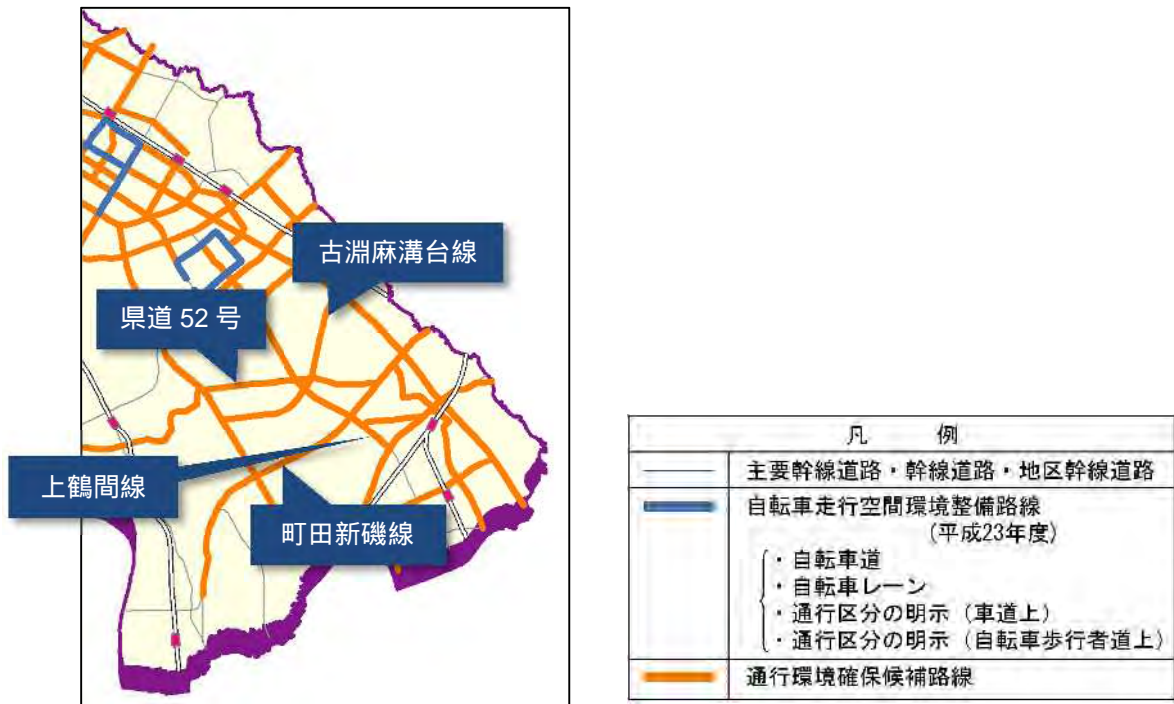 古淵麻溝台線
県道 52 号
上鶴間線
町田新磯線
凡 例
主要幹線道路・幹線道路・地区幹線道路
自転車走行空間環境整備路線
(平成23年度)
・自転車道
・自転車レーン
・通行区分の明示(車道上)
・通行区分の明示(自転車歩行者道上)
通行環境確保候補路線